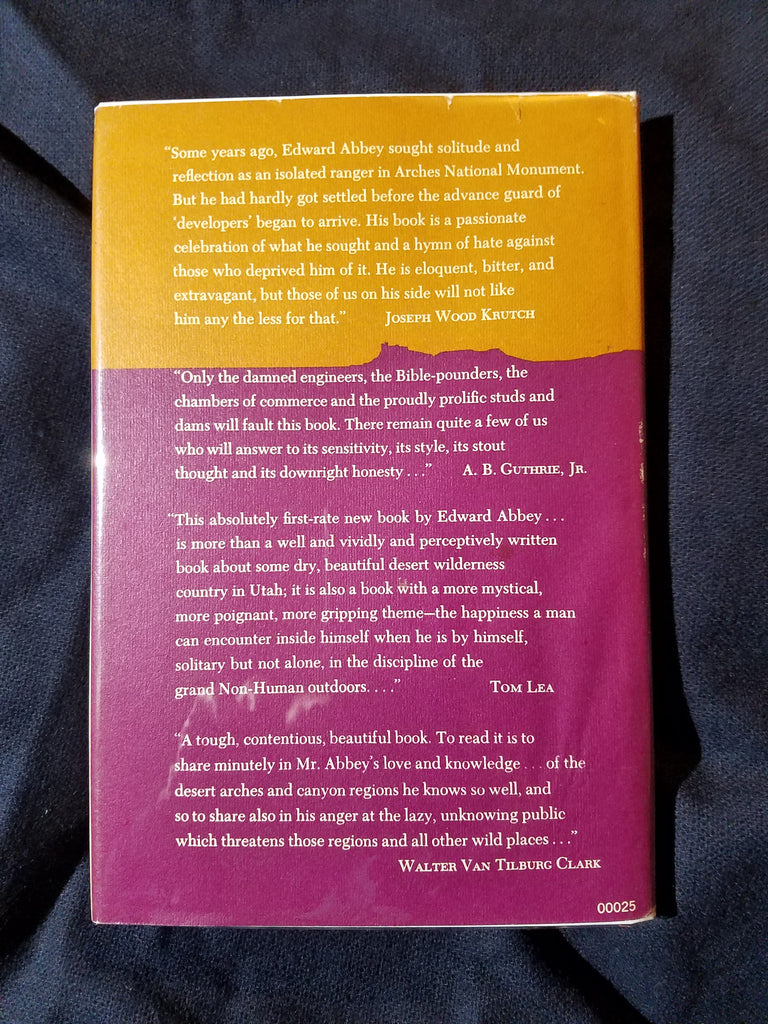 “Some years ago, Edward Abbey sought solitude and
reflection as an isolated ranger in Arches National Monument.
But he had hardly got settled before the advance guard of
‘developers’ began to arrive. His book is a passionate
celebration of what he sought and a hymn of hate against
those who deprived him of it. He is eloquent, bitter, and
extravagant, but those of us on his side will not like
him any the less for that.” JOSEPH WOOD KRUTCH
“Only the damned engineers, the Bible-pounders, the
chambers of commerce and the proudly prolific studs and
dams will fault this book. There remain quite a few of us
who will answer to its sensitivity, its style, its stout
thought and its downright honesty . . .” A. B. GUTHRIE, JR.
“This absolutely first-rate new book by Edward Abbey . . .
is more than a well and vividly and perceptively written
book about some dry, beautiful desert wilderness
country in Utah; it is also a book with a more mystical,
more poignant, more gripping theme—the happiness a man
can encounter inside himself when he is by himself,
solitary but not alone, in the discipline of the
grand Non-Human outdoors. . . .” TOM LEA
“A tough, contentious, beautiful book. To read it is to
share minutely in Mr. Abbey’s love and knowledge . . . of the
desert arches and canyon regions he knows so well, and
so to share also in his anger at the lazy, unknowing public
which threatens those regions and all other wild places . . .”
WALTER VAN TILBURG CLARK
00025